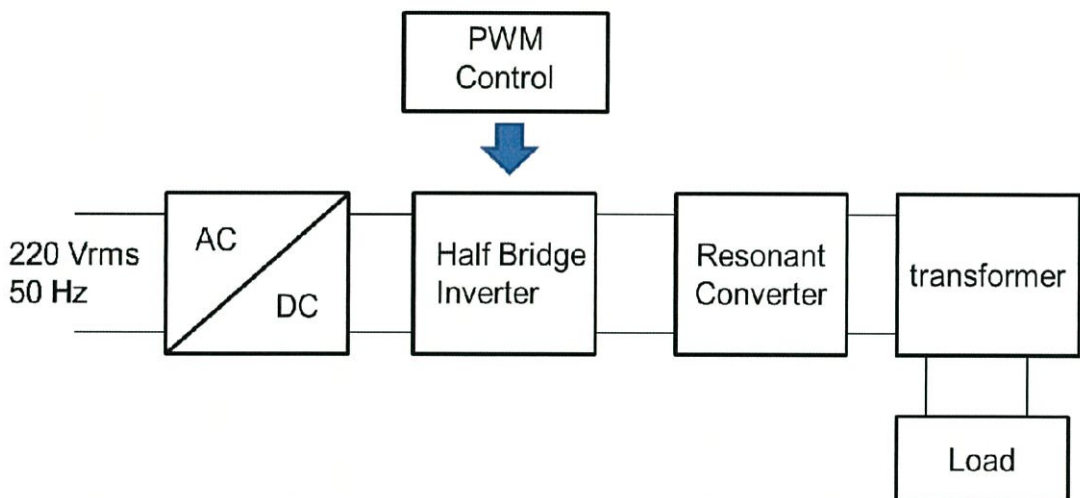 PWM
Control
220 Vrms
50 Hz
AC
DC
Half Bridge
Inverter
Resonant
Converter
transformer
Load